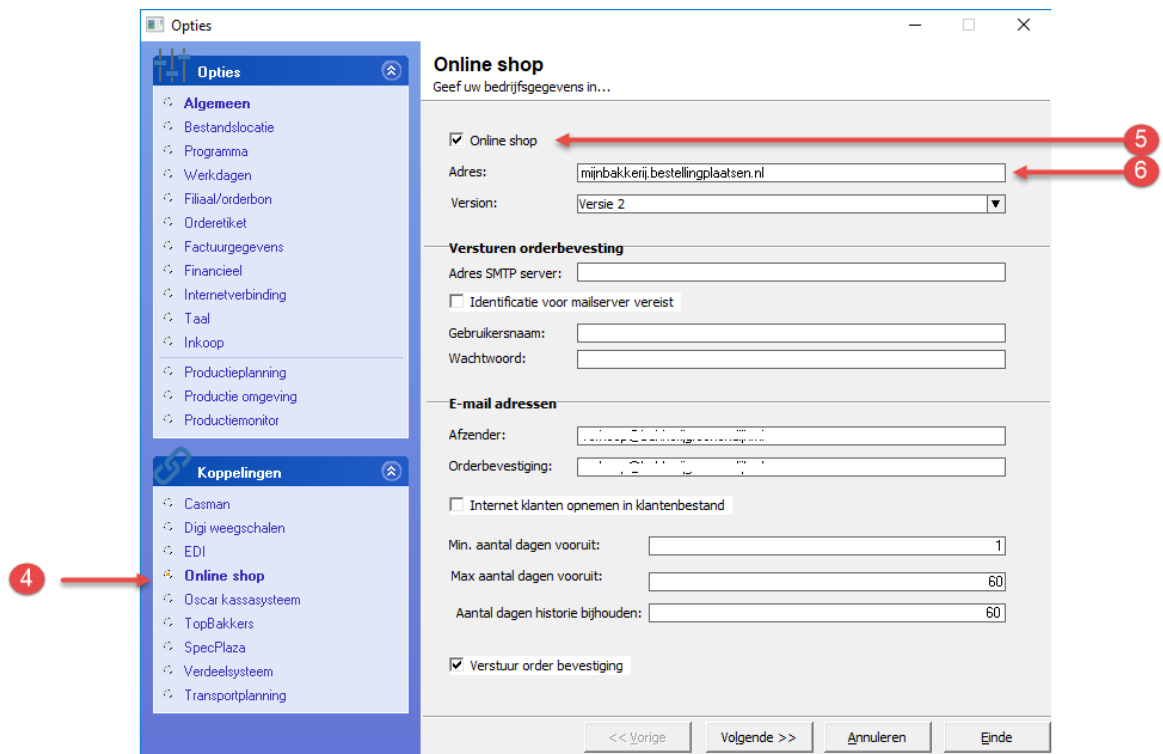 Opties
Opties
Algemeen
Bestandslocatie
Programma
Werkdagen
Filiaal/orderbon
Orderetiket
Factuurgegevens
Financieel
Internetverbinding
Taal
Inkoop
Productieplanning
Productie omgeving
Productiemonitor
Koppelingen
Casman
Digi weegschalen
EDI
4
Online shop
Oscar kassasysteem
TopBakkers
SpecPlaza
Verdeelsysteem
Transportplanning
Online shop
Geef uw bedrijfsgegevens in...
Online shop
5
Adres: mijnbakkerij.bestellingplaatsen.nl
6
Version: Versie 2
Versturen orderbevesting
Adres SMTP server:
Identificatie voor mailserver vereist
Gebruikersnaam:
Wachtwoord:
E-mail adressen
Afzender:
Orderbevestiging:
Internet klanten opnemen in klantenbestand
Min. aantal dagen vooruit: 1
Max aantal dagen vooruit: 60
Aantal dagen historie bijhouden: 60
Verstuur order bevestiging
<< Vorige
Volgende >>
Annuleren
Einde